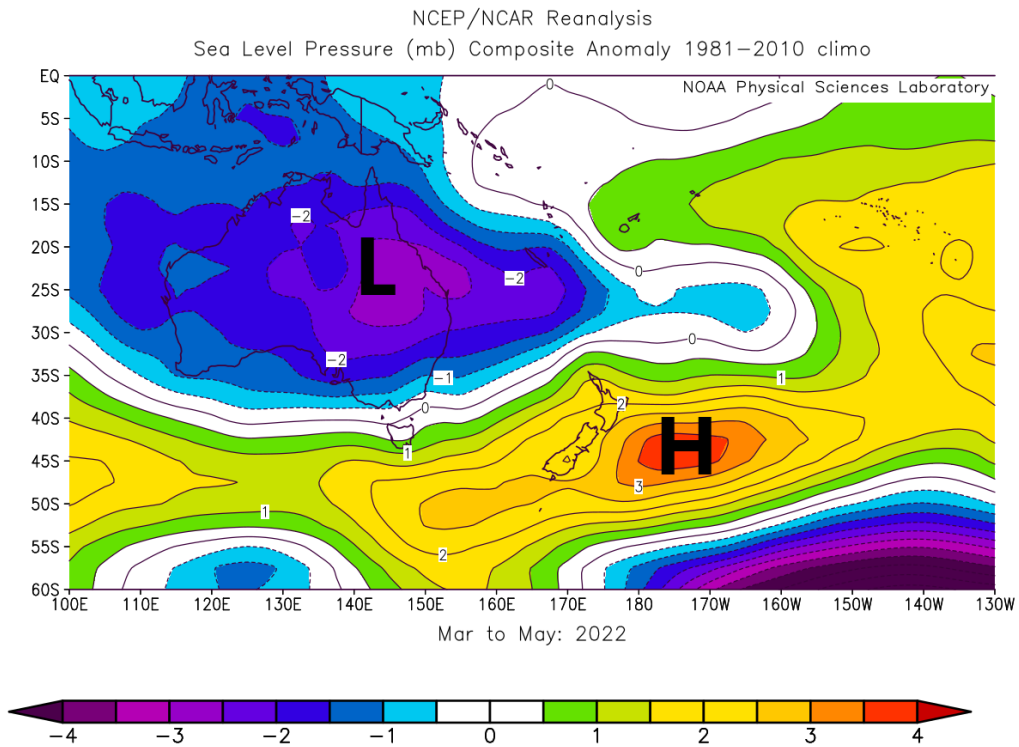 NCEP/NCAR Reanalysis
Sea Level Pressure (mb) Composite Anomaly 1981-2010 climo
NOAA Physical Sciences Laboratory
EQ
5S
10S
15S
20S
25S
30S
35S
40S
45S
50S
55S
60S
0
-2
0
-2
0
-2
-1
1
0
2
1
3
1
2
L
H
100E 110E 120E 130E 140E 150E 160E 170E 180 170W 160W 150W 140W 130W
Mar to May: 2022
-4 -3 -2 -1 0 1 2 3 4